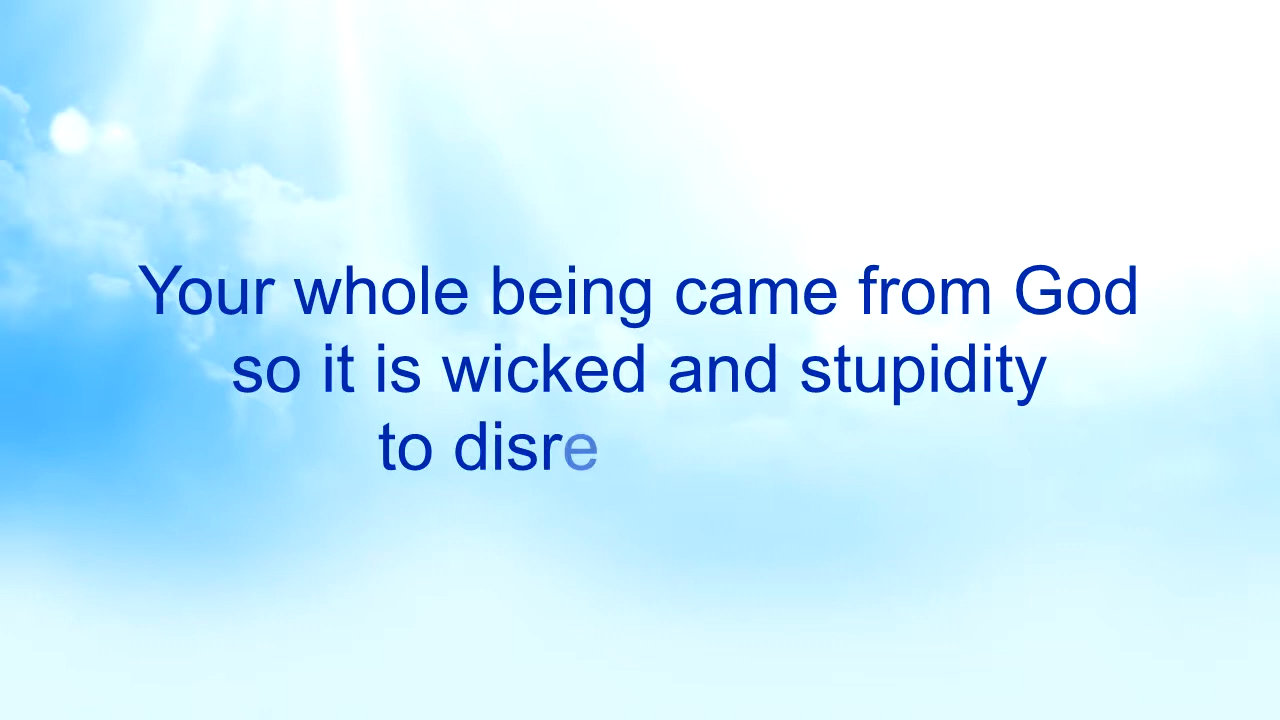 Your whole being came from God
so it is wicked and stupidity
to disre